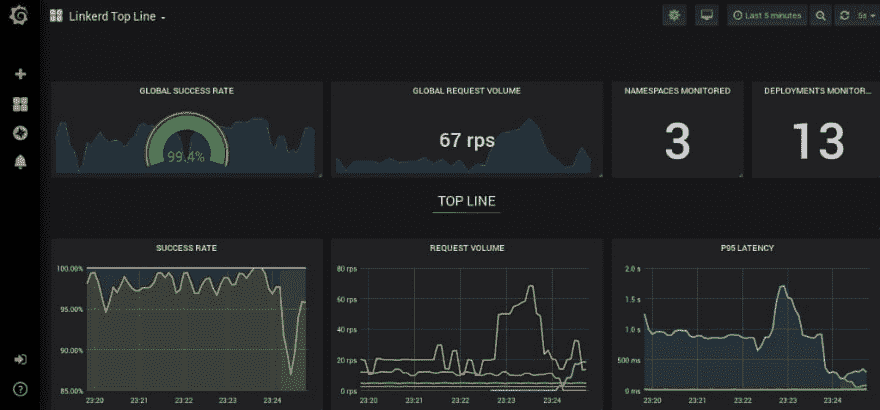 Linkerd Top Line
Last 5 minutes
5s
GLOBAL SUCCESS RATE
GLOBAL REQUEST VOLUME
NAMESPACES MONITORED
DEPLOYMENTS MONITOR...
99.4%
67 rps
3
13
TOP LINE
SUCCESS RATE
REQUEST VOLUME
P95 LATENCY
100.00%
95.00%
90.00%
85.00%
23:20 23:21 23:22 23:23 23:24
80 rps
60 rps
40 rps
20 rps
0 rps
23:20 23:21 23:22 23:23 23:24
2.0 s
1.5 s
1.0 s
500 ms
0 ms
23:20 23:21 23:22 23:23 23:24